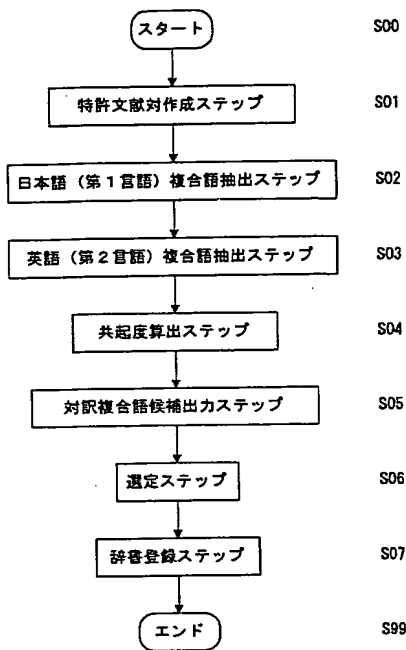 スタート S00
特許文献対作成ステップ S01
日本語（第１言語）複合語抽出ステップ S02
英語（第２言語）複合語抽出ステップ S03
共起度算出ステップ S04
対訳複合語候補出力ステップ S05
選定ステップ S06
辞書登録ステップ S07
エンド S99